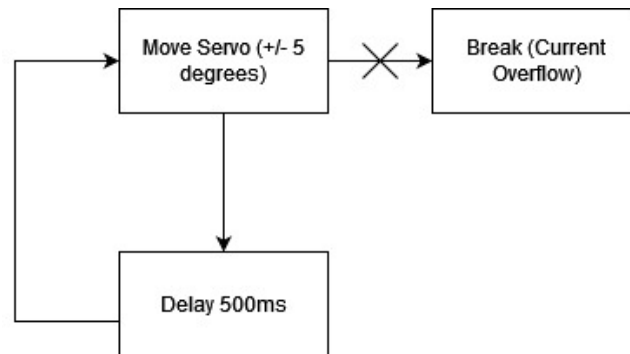 Move Servo (+/- 5
degrees)
Break (Current
Overflow)
Delay 500ms